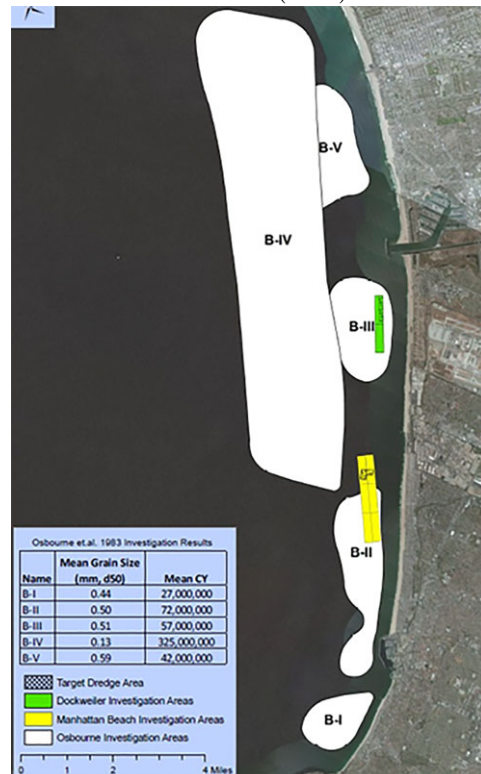 B-V
B-IV
B-III
B-II
B-I
Osbourne et.al. 1983 Investigation Results
Name Mean Grain Size (mm, d50) Mean CY
B-I 0.44 27,000,000
B-II 0.50 72,000,000
B-III 0.51 57,000,000
B-IV 0.13 325,000,000
B-V 0.59 42,000,000
Target Dredge Area
Dockweiler Investigation Areas
Manhattan Beach Investigation Areas
Osbourne Investigation Areas
0 1 2 4 Miles